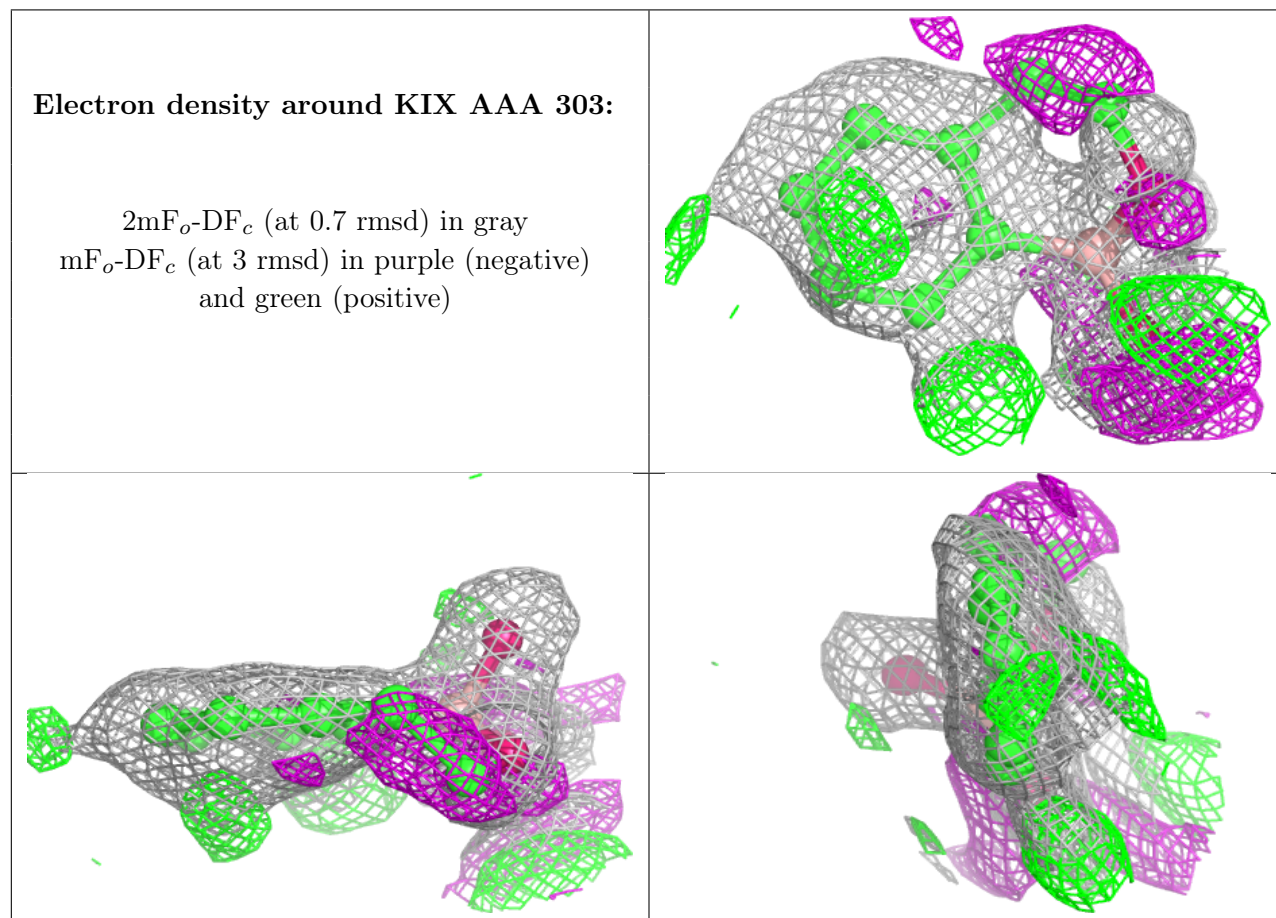 Electron density around KIX AAA 303:
2mFo-DFc (at 0.7 rmsd) in gray
mFo-DFc (at 3 rmsd) in purple (negative)
and green (positive)